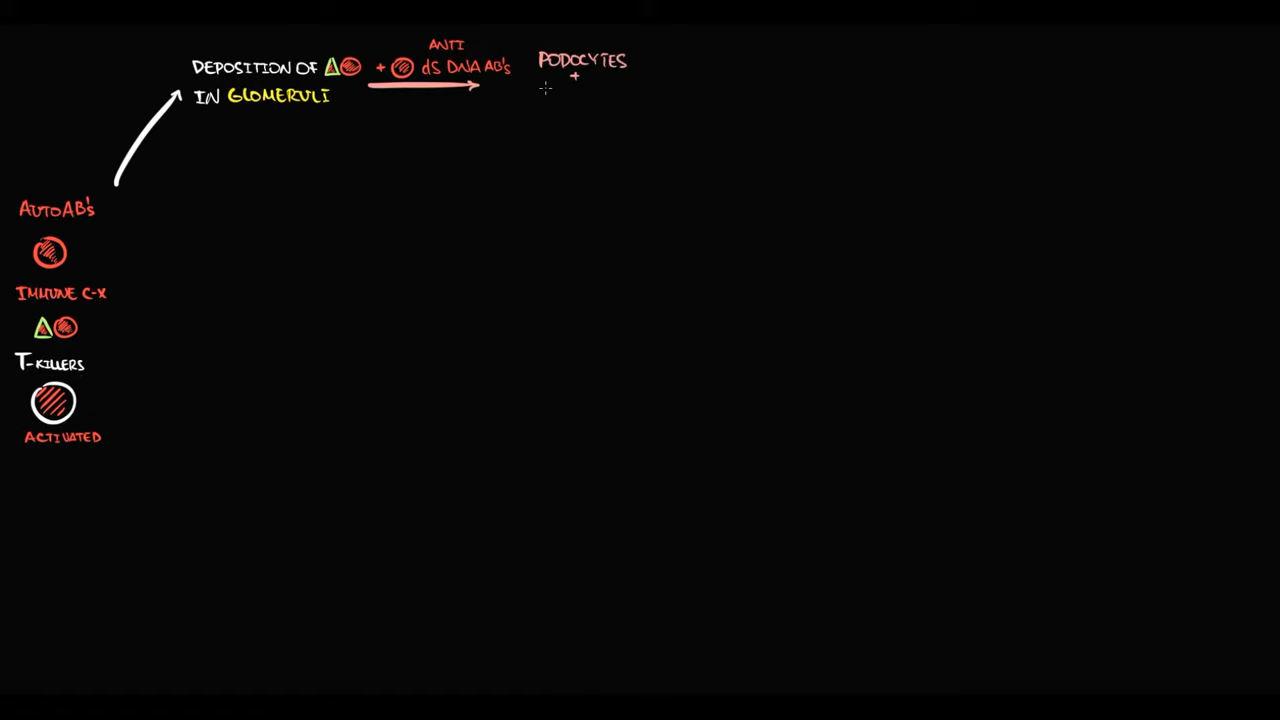 ANTI
DEPOSITION OF + dS DNA AB's
IN GLOMERULI
PODOCYTES
+
AUTOAB's
IMMUNE C-X
T-KILLERS
ACTIVATED